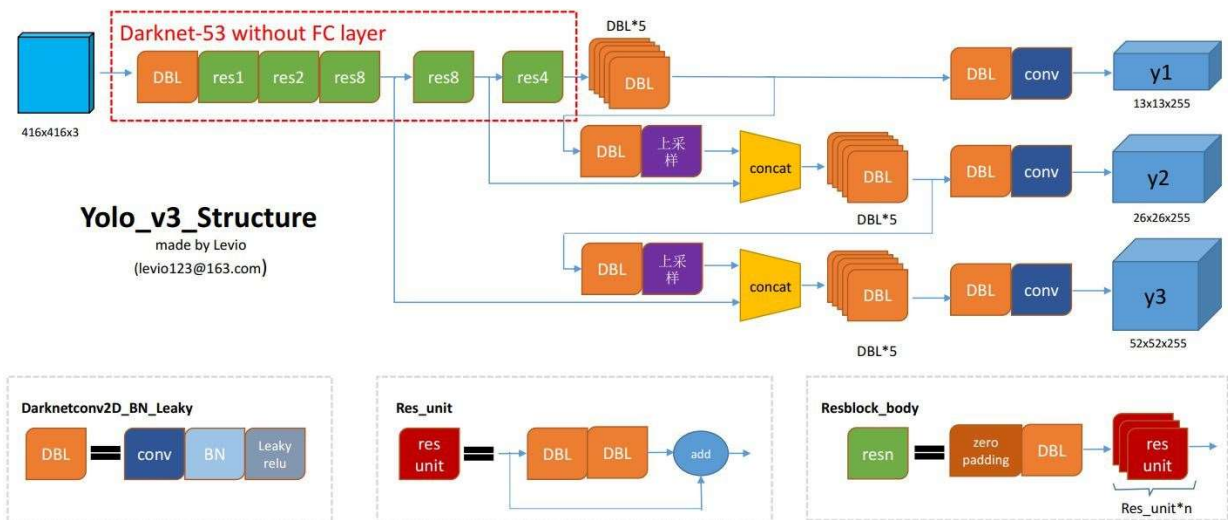 Darknet-53 without FC layer
DBL*5
DBL
res1
res2
res8
res8
res4
DBL
DBL
conv
y1
416x416x3
13x13x255
DBL
上采
样
concat
DBL
DBL
conv
y2
DBL*5
26x26x255
Yolo_v3_Structure
made by Levio
(levio123@163.com)
DBL
上采
样
concat
DBL
DBL
conv
y3
DBL*5
52x52x255
Darknetconv2D_BN_Leaky
DBL
conv
BN
Leaky
relu
Res_unit
res
unit
DBL
DBL
add
Resblock_body
resn
zero
padding
DBL
res
unit
Res_unit*n